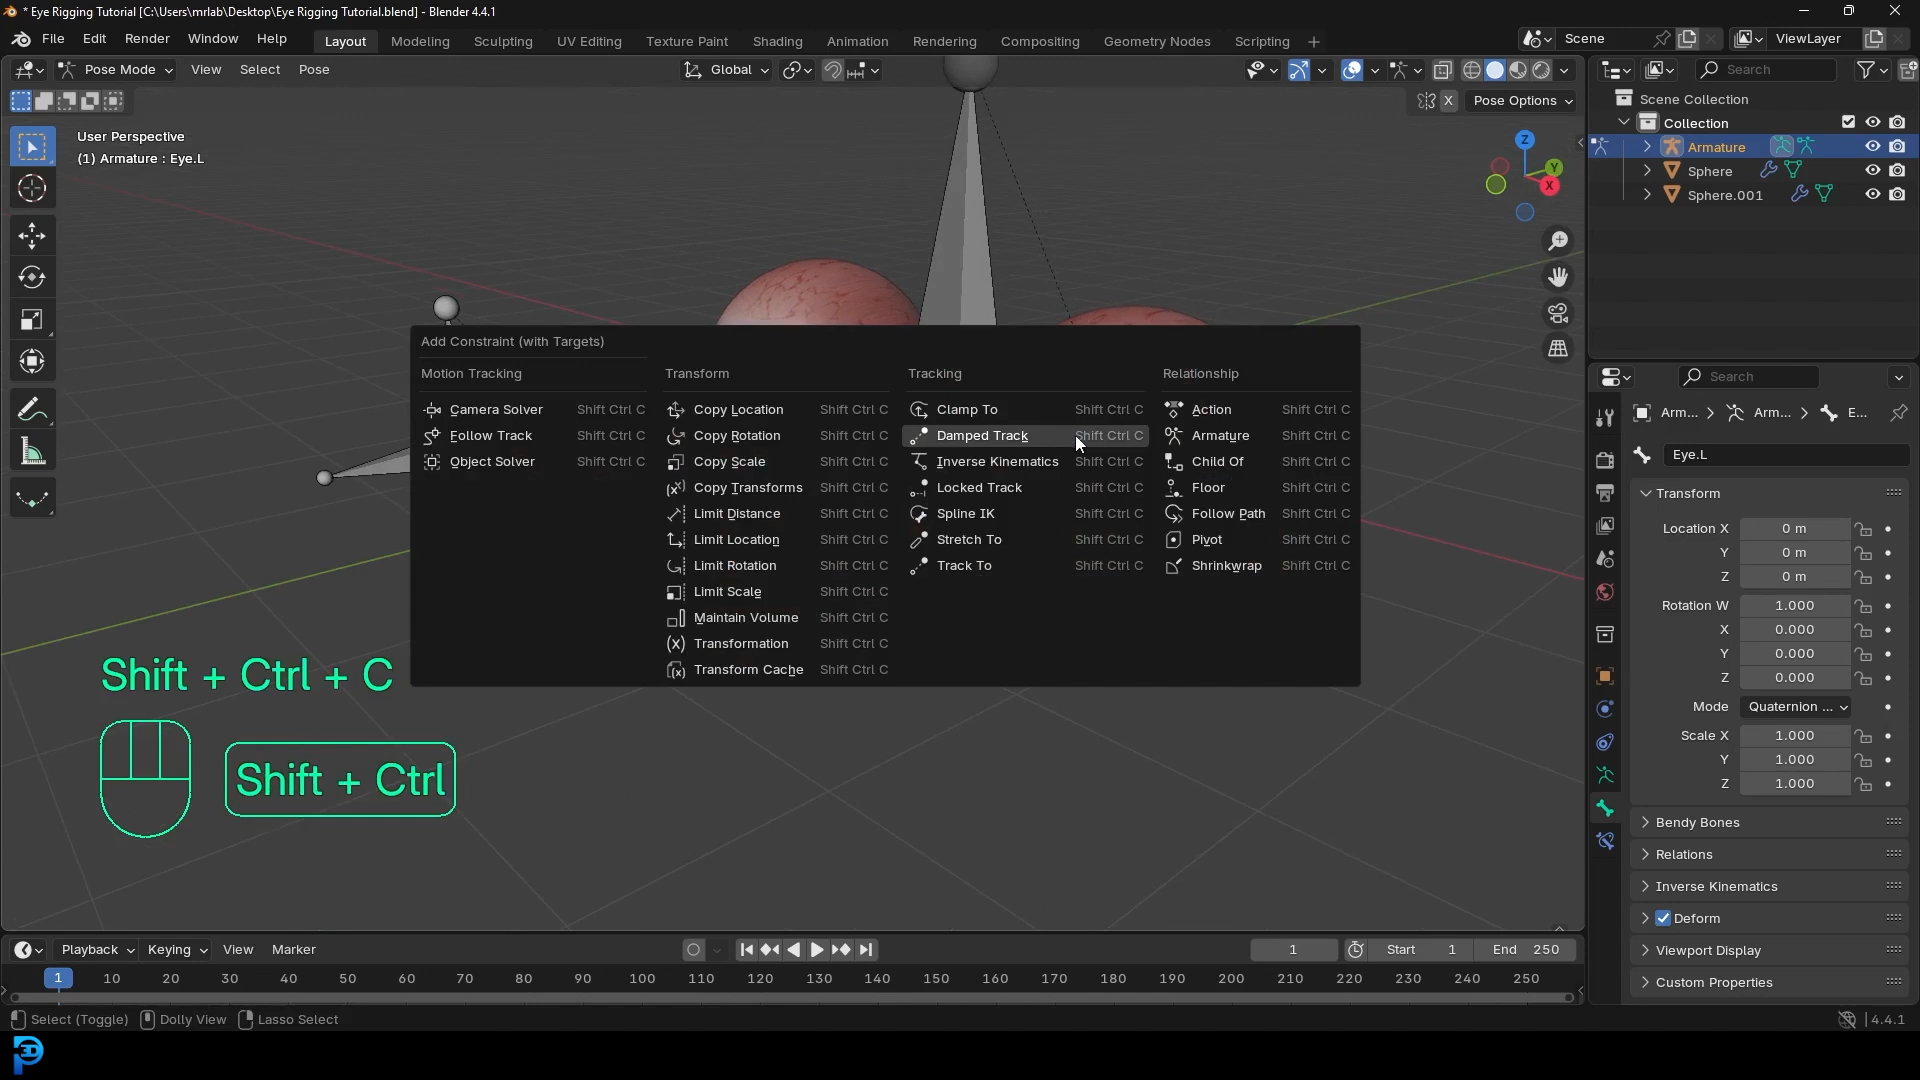 * Eye Rigging Tutorial [C:\Users\mrlab\Desktop\Eye Rigging Tutorial.blend] - Blender 4.4.1
File Edit Render Window Help Layout Modeling Sculpting UV Editing Texture Paint Shading Animation Rendering Compositing Geometry Nodes Scripting + Scene ViewLayer
Pose Mode View Select Pose Global Search
X Pose Options
User Perspective
(1) Armature : Eye.L
Z
Y
X
Scene Collection
Collection
Armature
Sphere
Sphere.001
Add Constraint (with Targets)
Motion Tracking Transform Tracking Relationship
Camera Solver Shift Ctrl C Copy Location Shift Ctrl C Clamp To Shift Ctrl C Action Shift Ctrl C
Follow Track Shift Ctrl C Copy Rotation Shift Ctrl C Damped Track Shift Ctrl C Armature Shift Ctrl C
Object Solver Shift Ctrl C Copy Scale Shift Ctrl C Inverse Kinematics Shift Ctrl C Child Of Shift Ctrl C
Copy Transforms Shift Ctrl C Locked Track Shift Ctrl C Floor Shift Ctrl C
Limit Distance Shift Ctrl C Spline IK Shift Ctrl C Follow Path Shift Ctrl C
Limit Location Shift Ctrl C Stretch To Shift Ctrl C Pivot Shift Ctrl C
Limit Rotation Shift Ctrl C Track To Shift Ctrl C Shrinkwrap Shift Ctrl C
Limit Scale Shift Ctrl C
Maintain Volume Shift Ctrl C
Transformation Shift Ctrl C
Transform Cache Shift Ctrl C
Shift + Ctrl + C
Shift + Ctrl
Search
Arm... Arm... E...
Eye.L
Transform
Location X 0 m
Y 0 m
Z 0 m
Rotation W 1.000
X 0.000
Y 0.000
Z 0.000
Mode Quaternion ...
Scale X 1.000
Y 1.000
Z 1.000
Bendy Bones
Relations
Inverse Kinematics
Deform
Viewport Display
Custom Properties
Playback Keying View Marker 1 Start 1 End 250
1 10 20 30 40 50 60 70 80 90 100 110 120 130 140 150 160 170 180 190 200 210 220 230 240 250
Select (Toggle) Dolly View Lasso Select 4.4.1